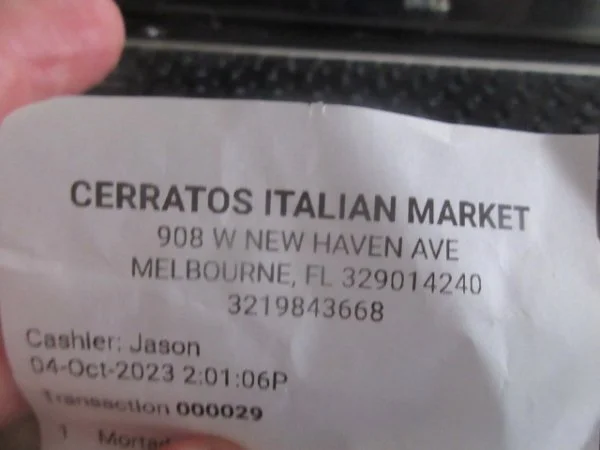 CERRATOS ITALIAN MARKET
908 W NEW HAVEN AVE
MELBOURNE, FL 329014240
3219843668
Cashier: Jason
04-Oct-2023 2:01:06P
Transaction 000029
1